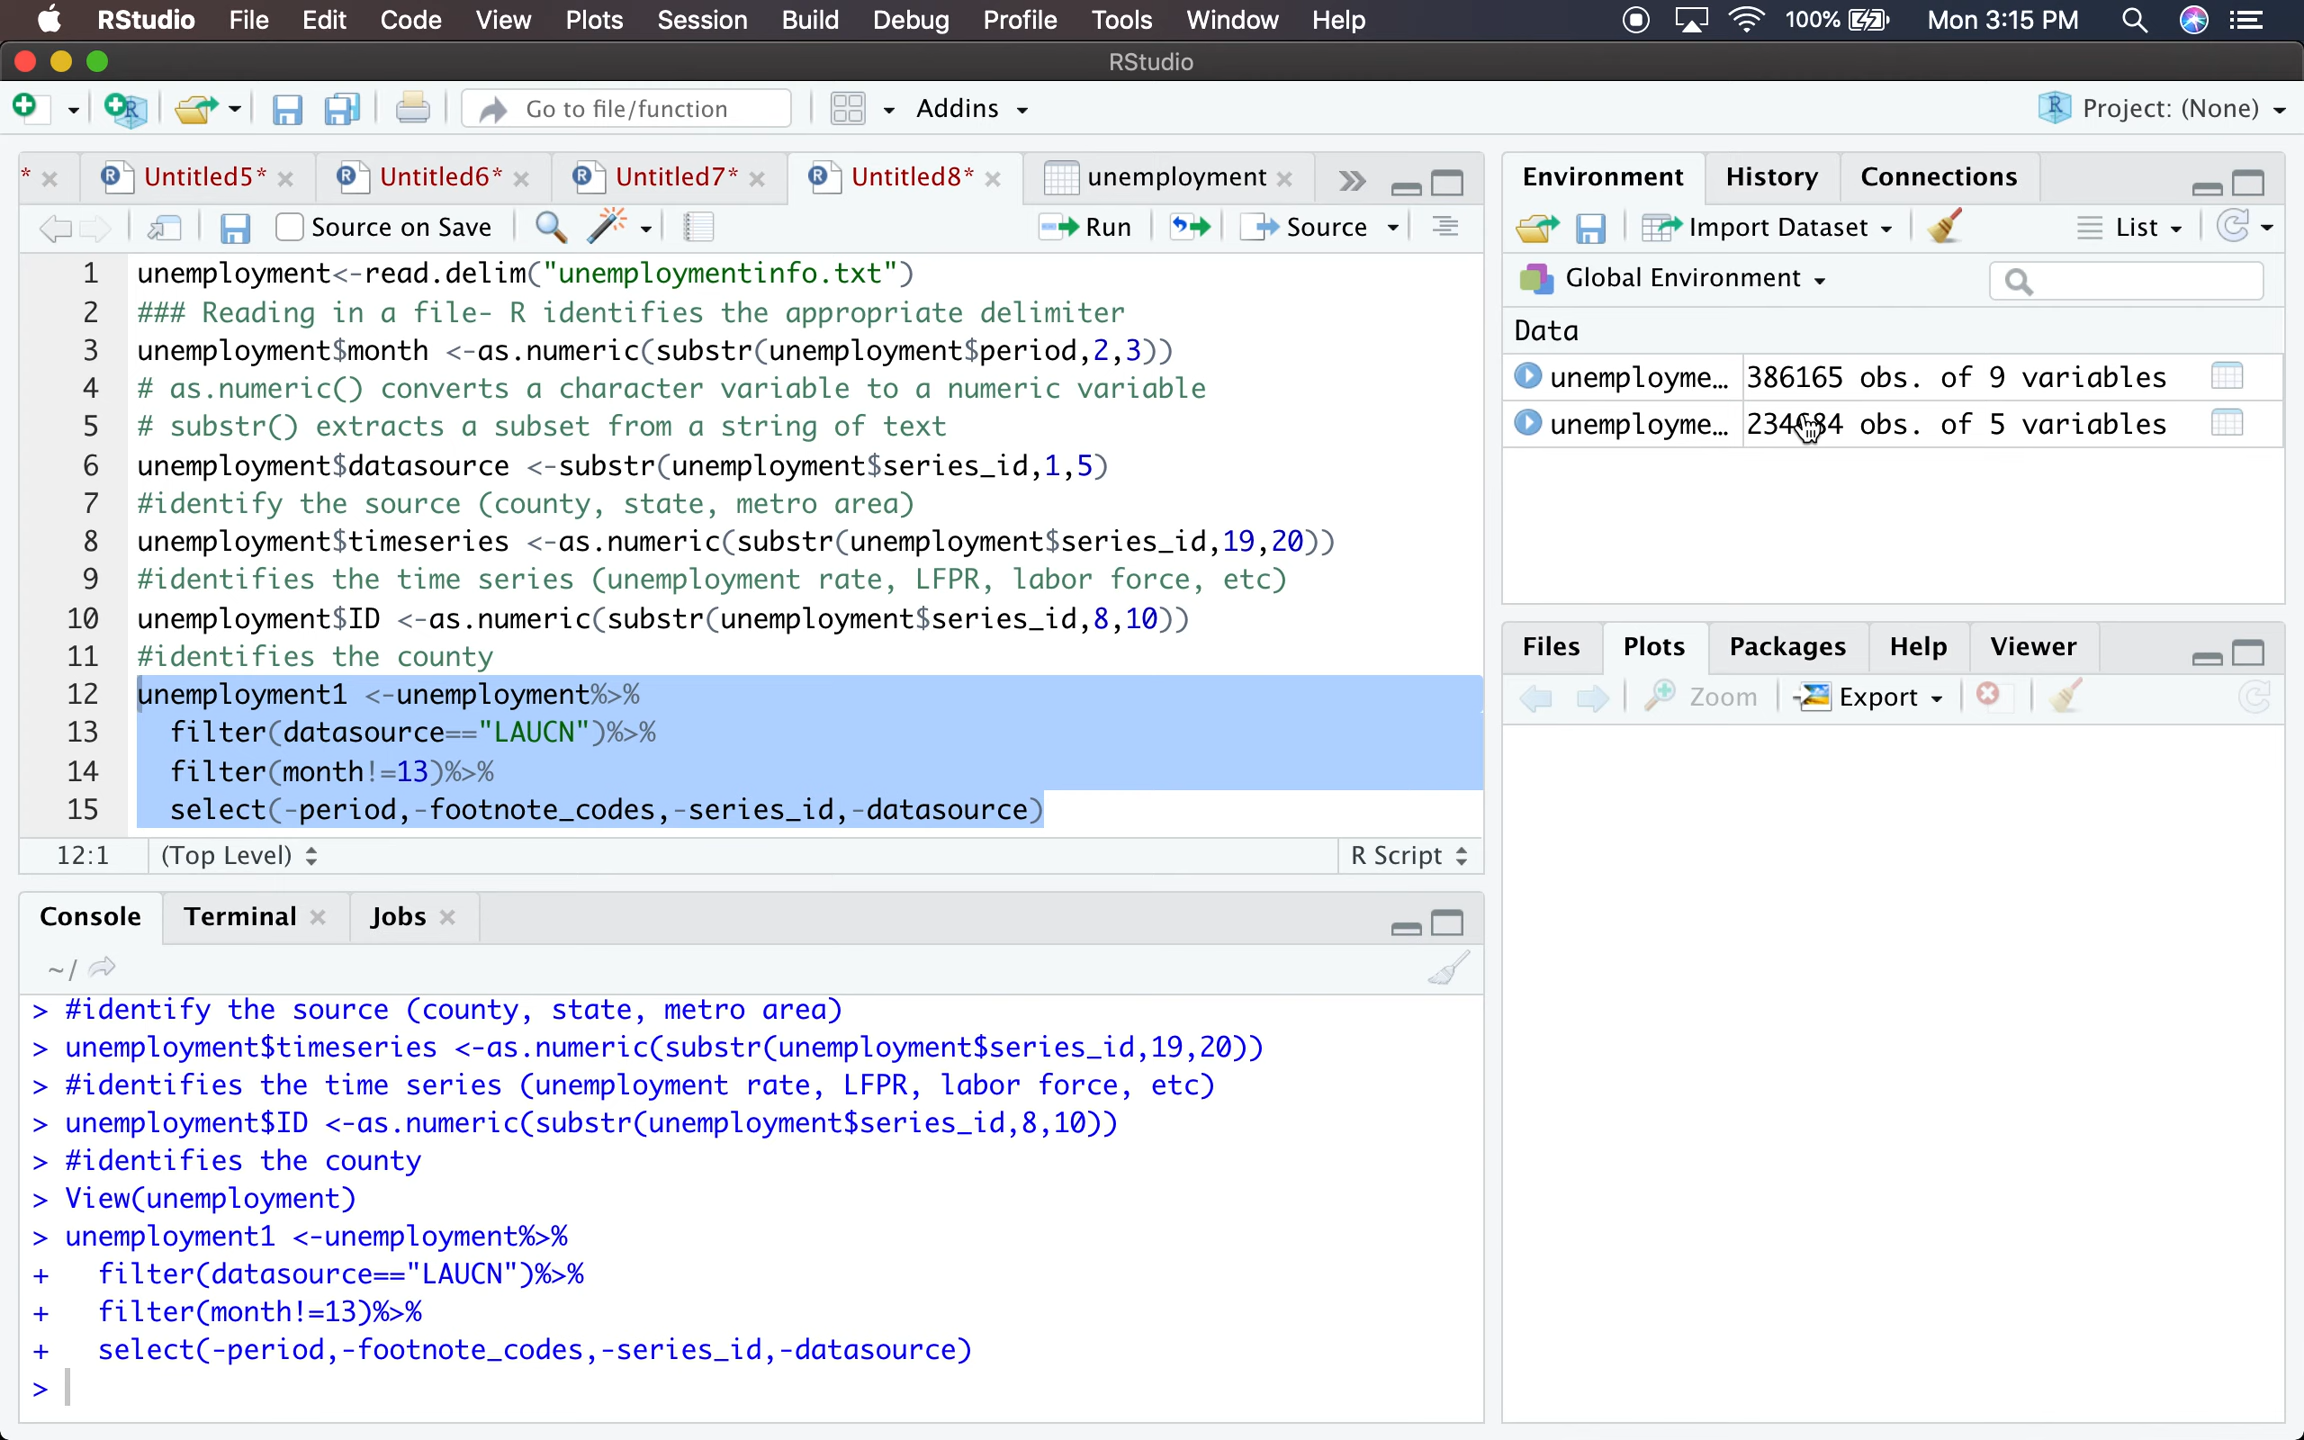 RStudio File Edit Code View Plots Session Build Debug Profile Tools Window Help 100% Mon 3:15 PM
RStudio
Go to file/function Addins Project: (None)
* Untitled5* Untitled6* Untitled7* Untitled8* unemployment
Source on Save Run Source
1 unemployment<-read.delim("unemploymentinfo.txt")
2 ### Reading in a file- R identifies the appropriate delimiter
3 unemployment$month <-as.numeric(substr(unemployment$period,2,3))
4 # as.numeric() converts a character variable to a numeric variable
5 # substr() extracts a subset from a string of text
6 unemployment$datasource <-substr(unemployment$series_id,1,5)
7 #identify the source (county, state, metro area)
8 unemployment$timeseries <-as.numeric(substr(unemployment$series_id,19,20))
9 #identifies the time series (unemployment rate, LFPR, labor force, etc)
10 unemployment$ID <-as.numeric(substr(unemployment$series_id,8,10))
11 #identifies the county
12 unemployment1 <-unemployment%>%
13 filter(datasource=="LAUCN")%>%
14 filter(month!=13)%>%
15 select(-period,-footnote_codes,-series_id,-datasource)
12:1 (Top Level) R Script
Console Terminal Jobs
~/
> #identify the source (county, state, metro area)
> unemployment$timeseries <-as.numeric(substr(unemployment$series_id,19,20))
> #identifies the time series (unemployment rate, LFPR, labor force, etc)
> unemployment$ID <-as.numeric(substr(unemployment$series_id,8,10))
> #identifies the county
> View(unemployment)
> unemployment1 <-unemployment%>%
+ filter(datasource=="LAUCN")%>%
+ filter(month!=13)%>%
+ select(-period,-footnote_codes,-series_id,-datasource)
>
Environment History Connections
Import Dataset List
Global Environment
Data
unemployme… 386165 obs. of 9 variables
unemployme… obs. of 5 variables
Files Plots Packages Help Viewer
Zoom Export